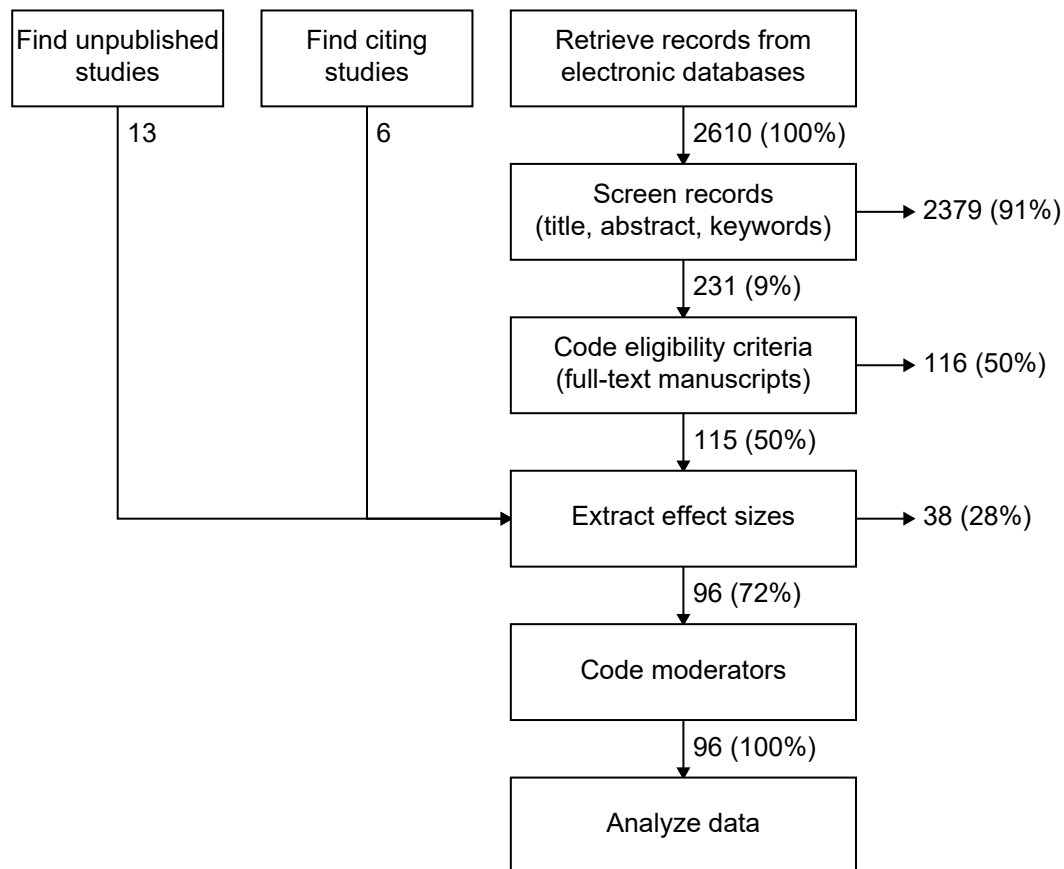 Find unpublished
studies
Find citing
studies
Retrieve records from
electronic databases
13
6
2610 (100%)
Screen records
(title, abstract, keywords)
2379 (91%)
231 (9%)
Code eligibility criteria
(full-text manuscripts)
116 (50%)
115 (50%)
Extract effect sizes
38 (28%)
96 (72%)
Code moderators
96 (100%)
Analyze data